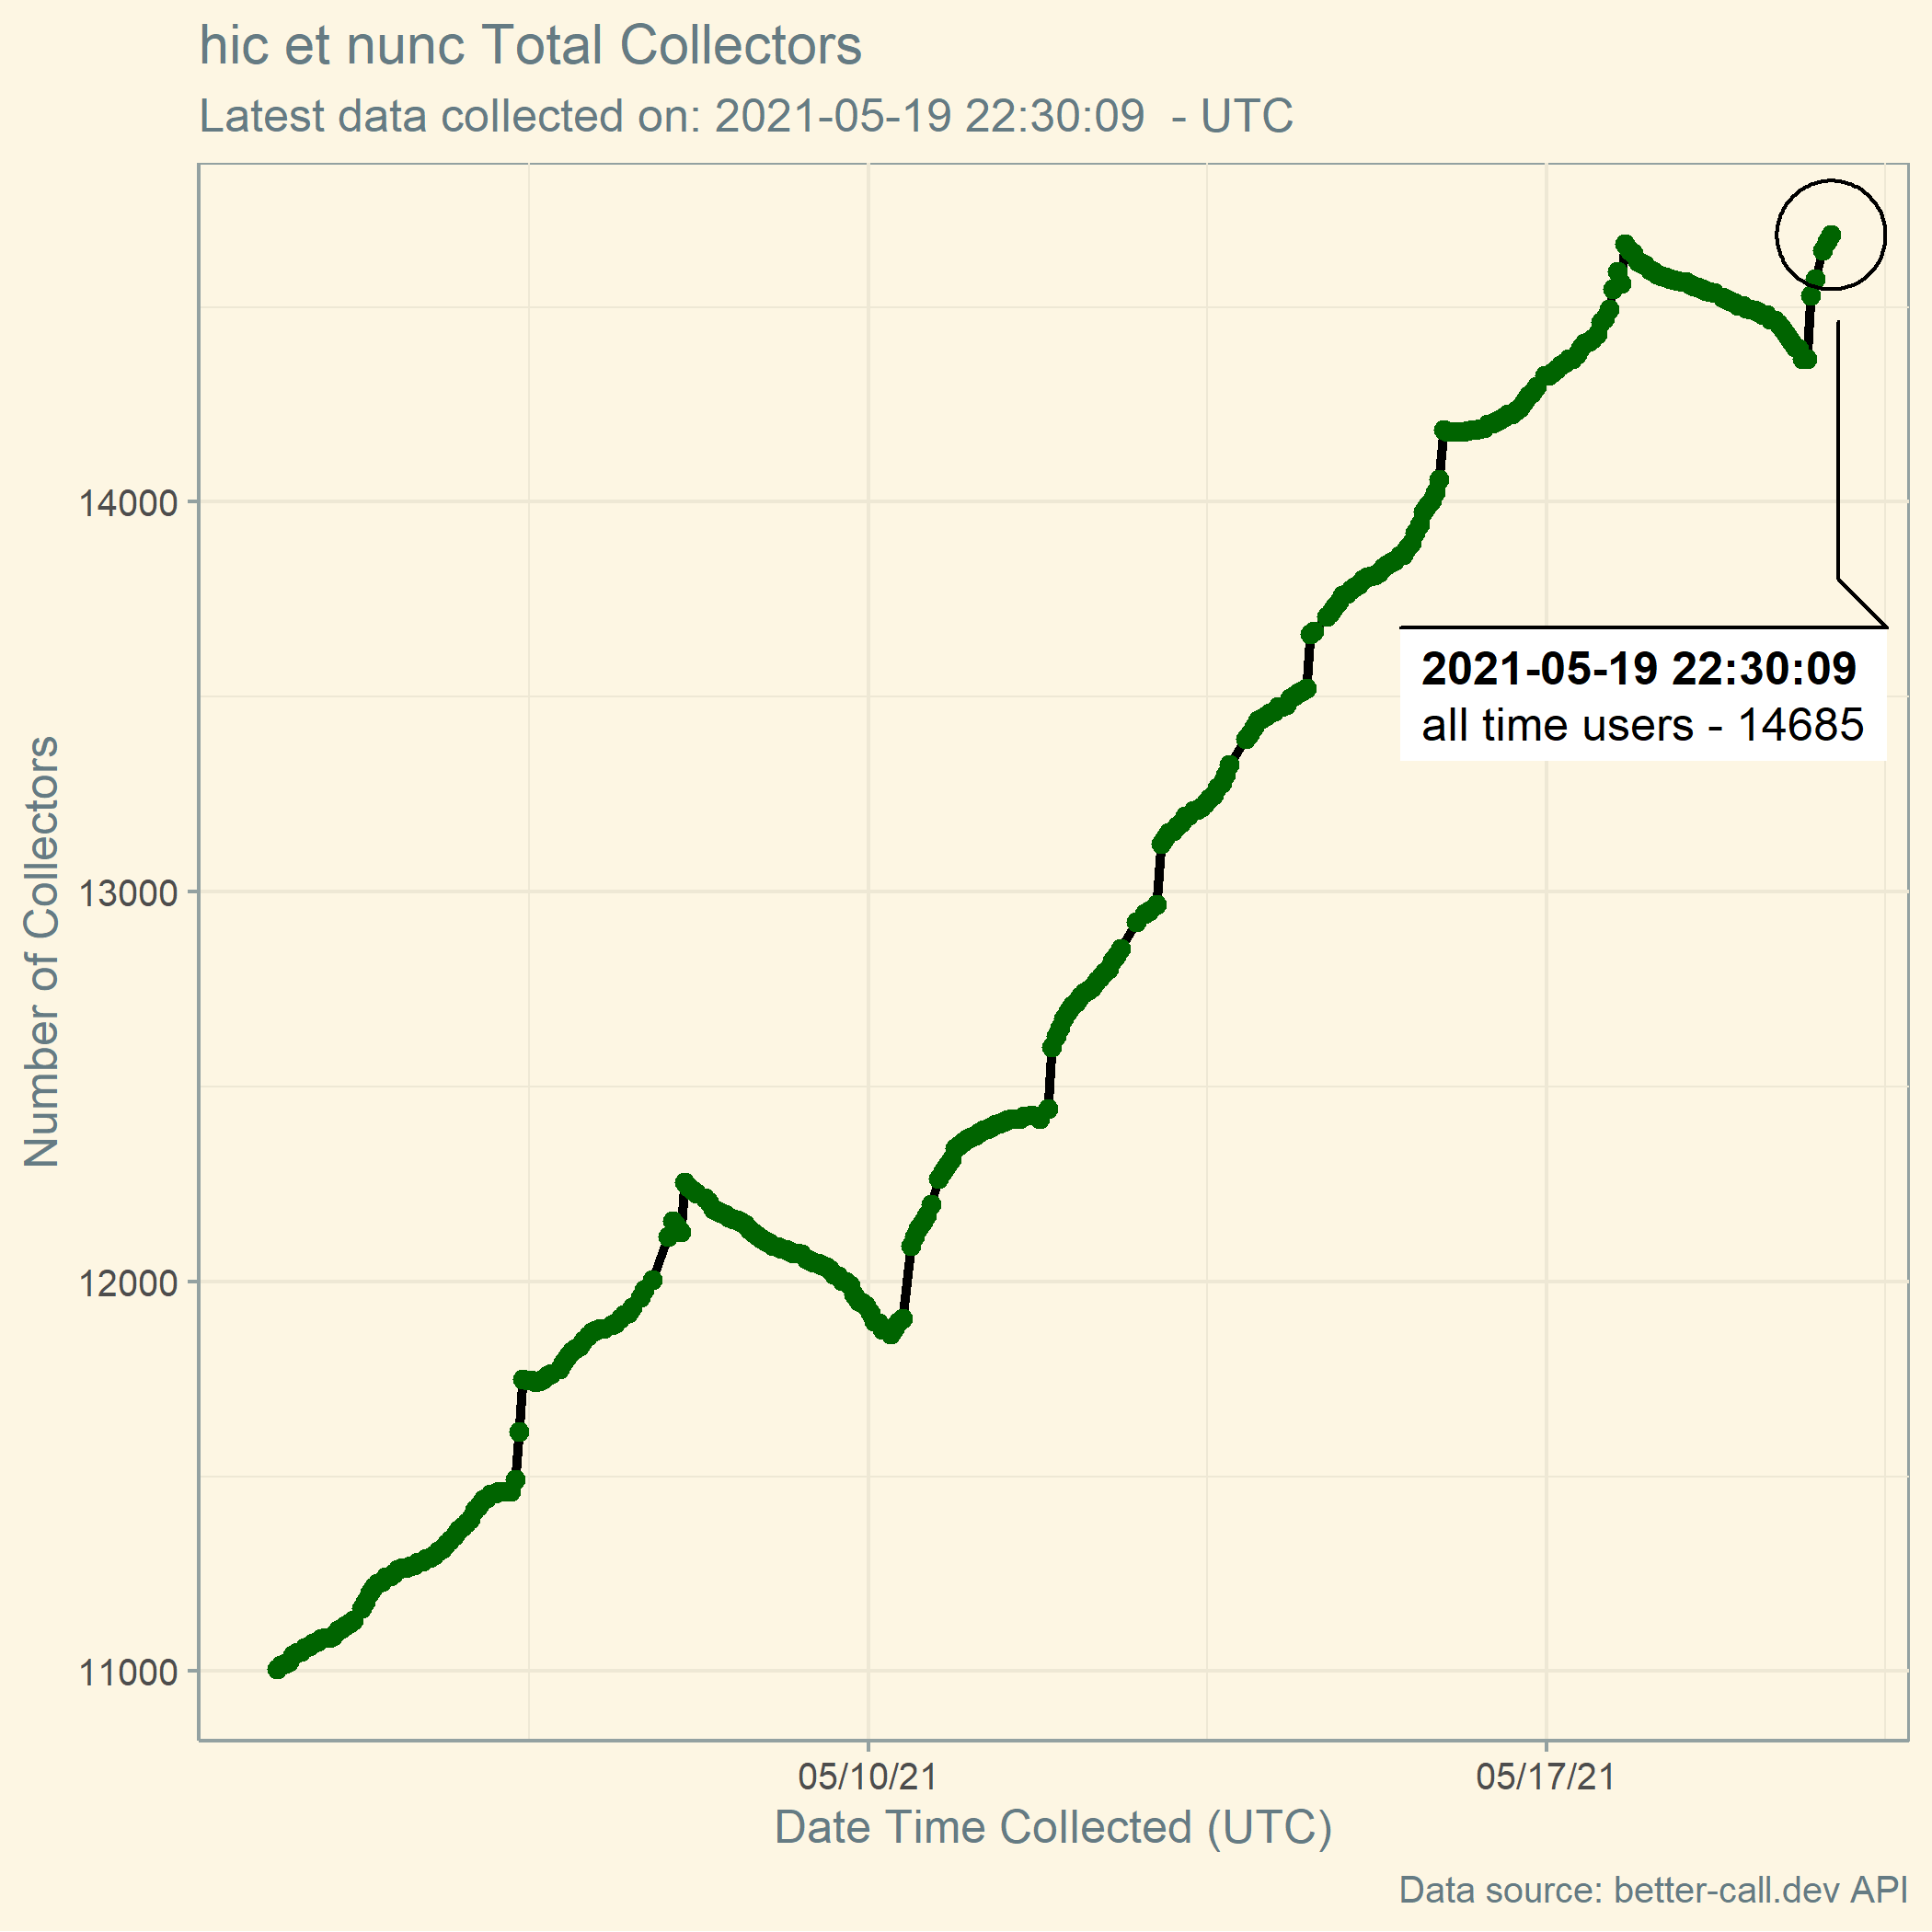 hic et nunc Total Collectors
Latest data collected on: 2021-05-19 22:30:09  - UTC
Number of Collectors
14000
13000
12000
11000
2021-05-19 22:30:09
all time users - 14685
05/10/21
05/17/21
Date Time Collected (UTC)
Data source: better-call.dev API